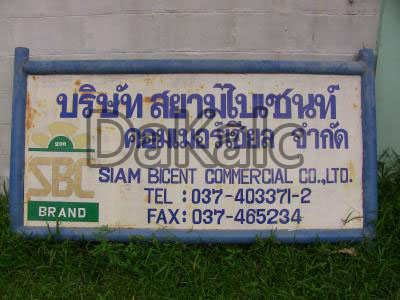 บริษัท สยามไบเซนท์
คอมเมอร์เชียล จำกัด
200
SBC
BRAND
SIAM BICENT COMMERCIAL CO.,LTD.
TEL : 037-403371-2
FAX: 037-465234
Dakalc